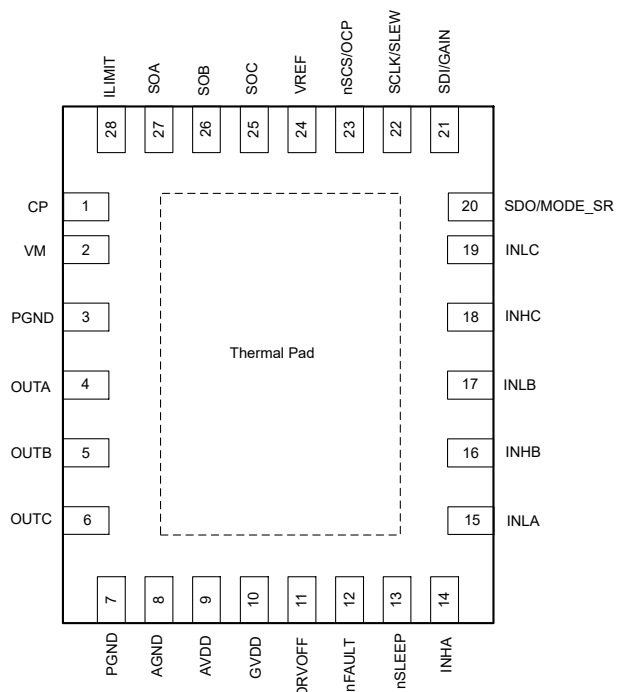 ILIMIT
SOA
SOB
SOC
VREF
nSCS/OCP
SCLK/SLEW
SDI/GAIN
28
27
26
25
24
23
22
21
CP
1
20
SDO/MODE_SR
VM
2
19
INLC
PGND
3
18
INHC
Thermal Pad
OUTA
4
17
INLB
OUTB
5
16
INHB
OUTC
6
15
INLA
7
8
9
10
11
12
13
14
PGND
AGND
AVDD
GVDD
DRVOFF
nFAULT
nSLEEP
INHA